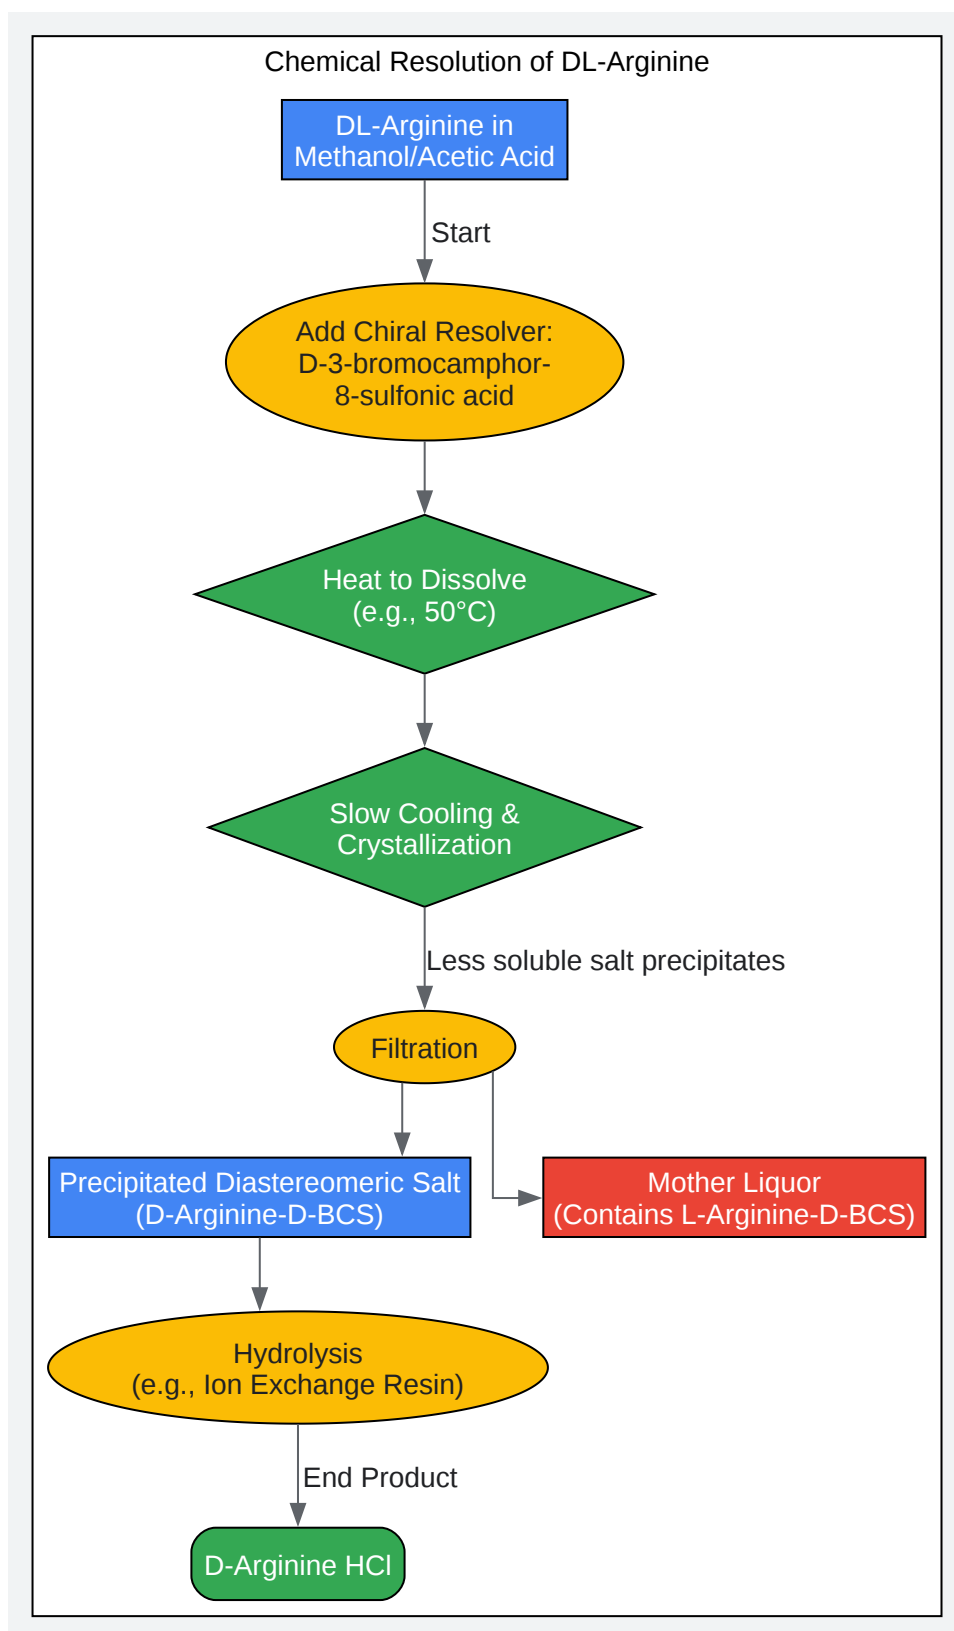 Chemical Resolution of DL-Arginine
DL-Arginine in
Methanol/Acetic Acid
Start
Add Chiral Resolver:
D-3-bromocamphor-
8-sulfonic acid
Heat to Dissolve
(e.g., 50°C)
Slow Cooling &
Crystallization
Less soluble salt precipitates
Filtration
Precipitated Diastereomeric Salt
(D-Arginine-D-BCS)
Mother Liquor
(Contains L-Arginine-D-BCS)
Hydrolysis
(e.g., Ion Exchange Resin)
End Product
D-Arginine HCl